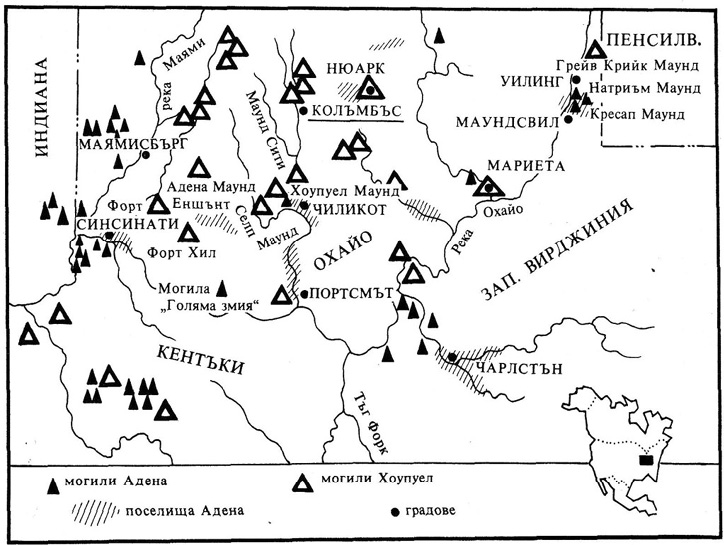 ИНДИАНА
река
Маями
НЮАРК
КОЛЪМБЪС
Маунд Сити
МАЯМИСБЪРГ
ПЕНСИЛВ.
Грейв Крийк Маунд
УИЛИНГ
Натриъм Маунд
Кресап Маунд
МАУНДСВИЛ
МАРИЕТА
Охайо
Река
Адена Маунд
Хоупуел Маунд
Форт
Еншънт
ЧИЛИКОТ
СИНСИНАТИ
Селп
Маунд
Форт Хил
ОХАЙО
ЗАП. ВИРДЖИНИЯ
Могила
„Голяма змия“
ПОРТСМЪТ
КЕНТЪКИ
ЧАРЛСТЪН
Тъг Форк
могили Адена
могили Хоупуел
поселища Адена
градове